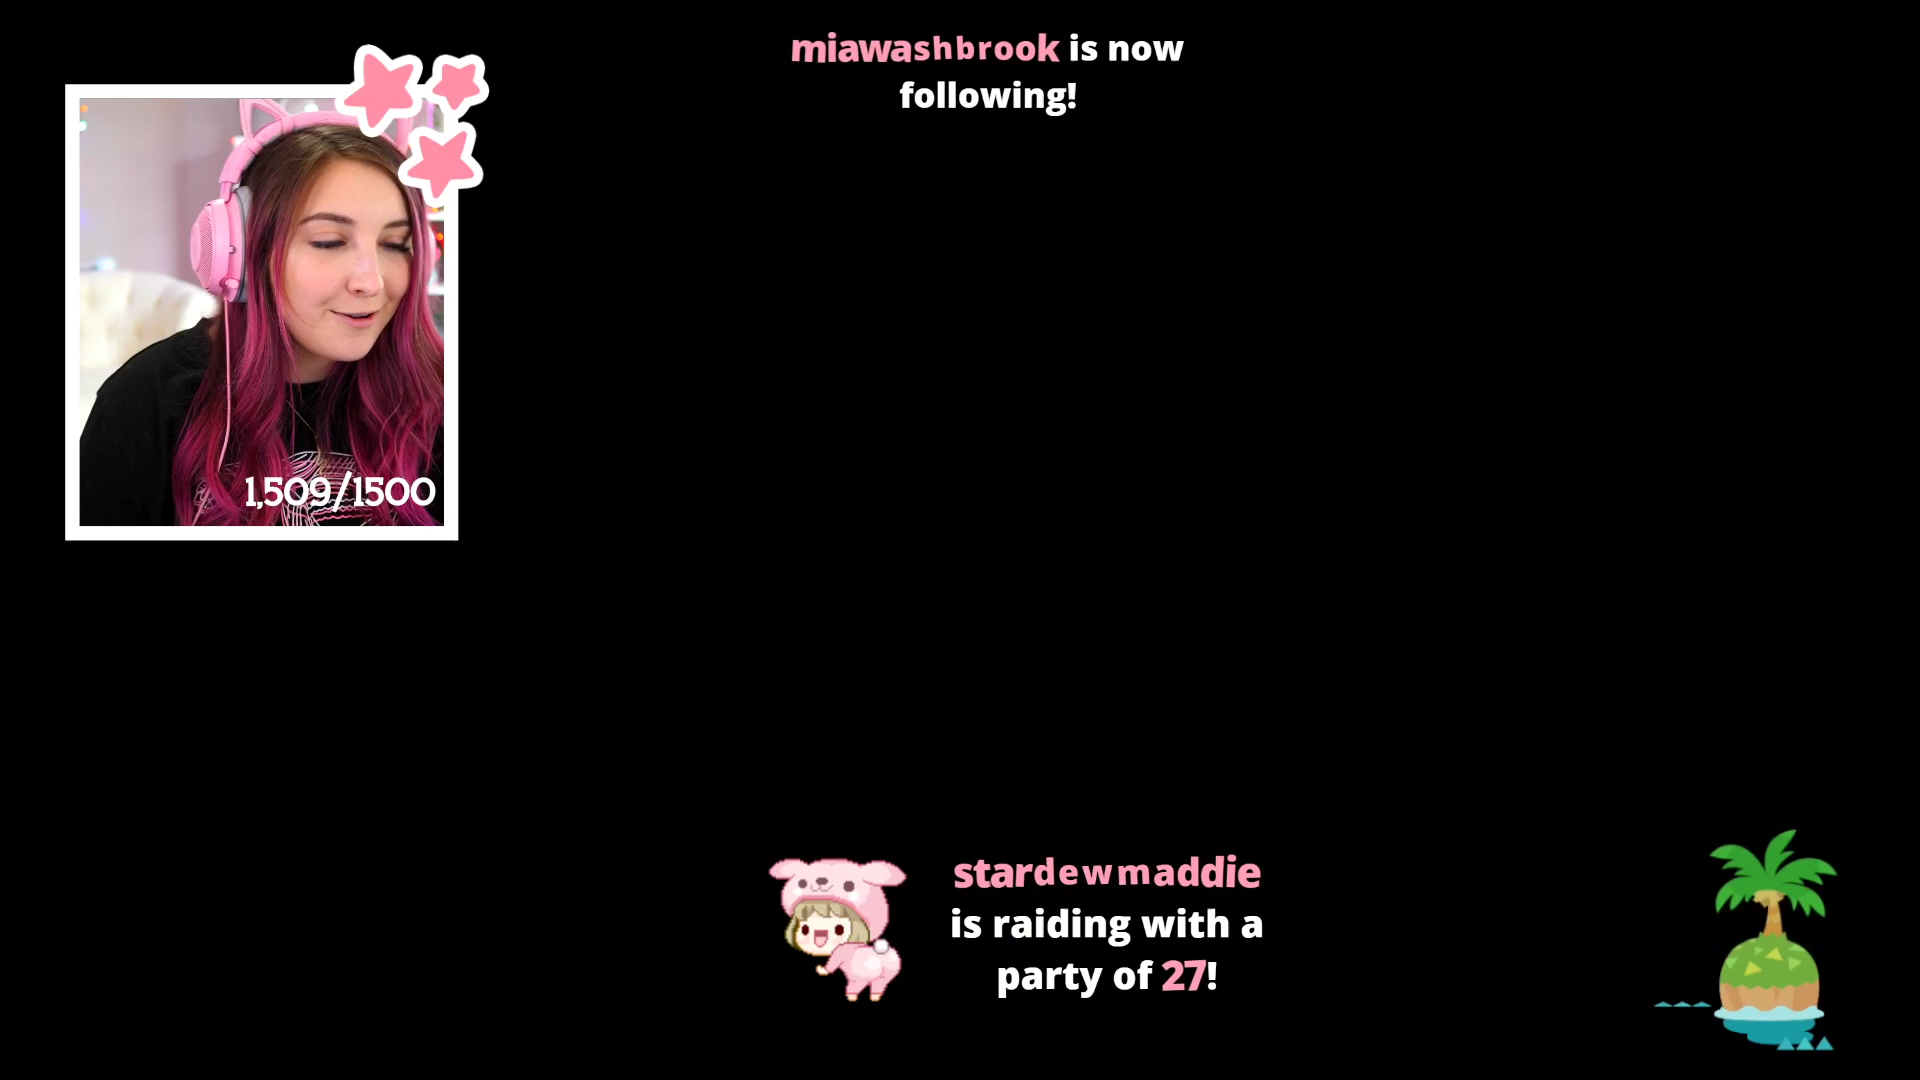 miawashbrook is now
following!
1,509/1500
stardewmaddie
is raiding with a
party of 27!